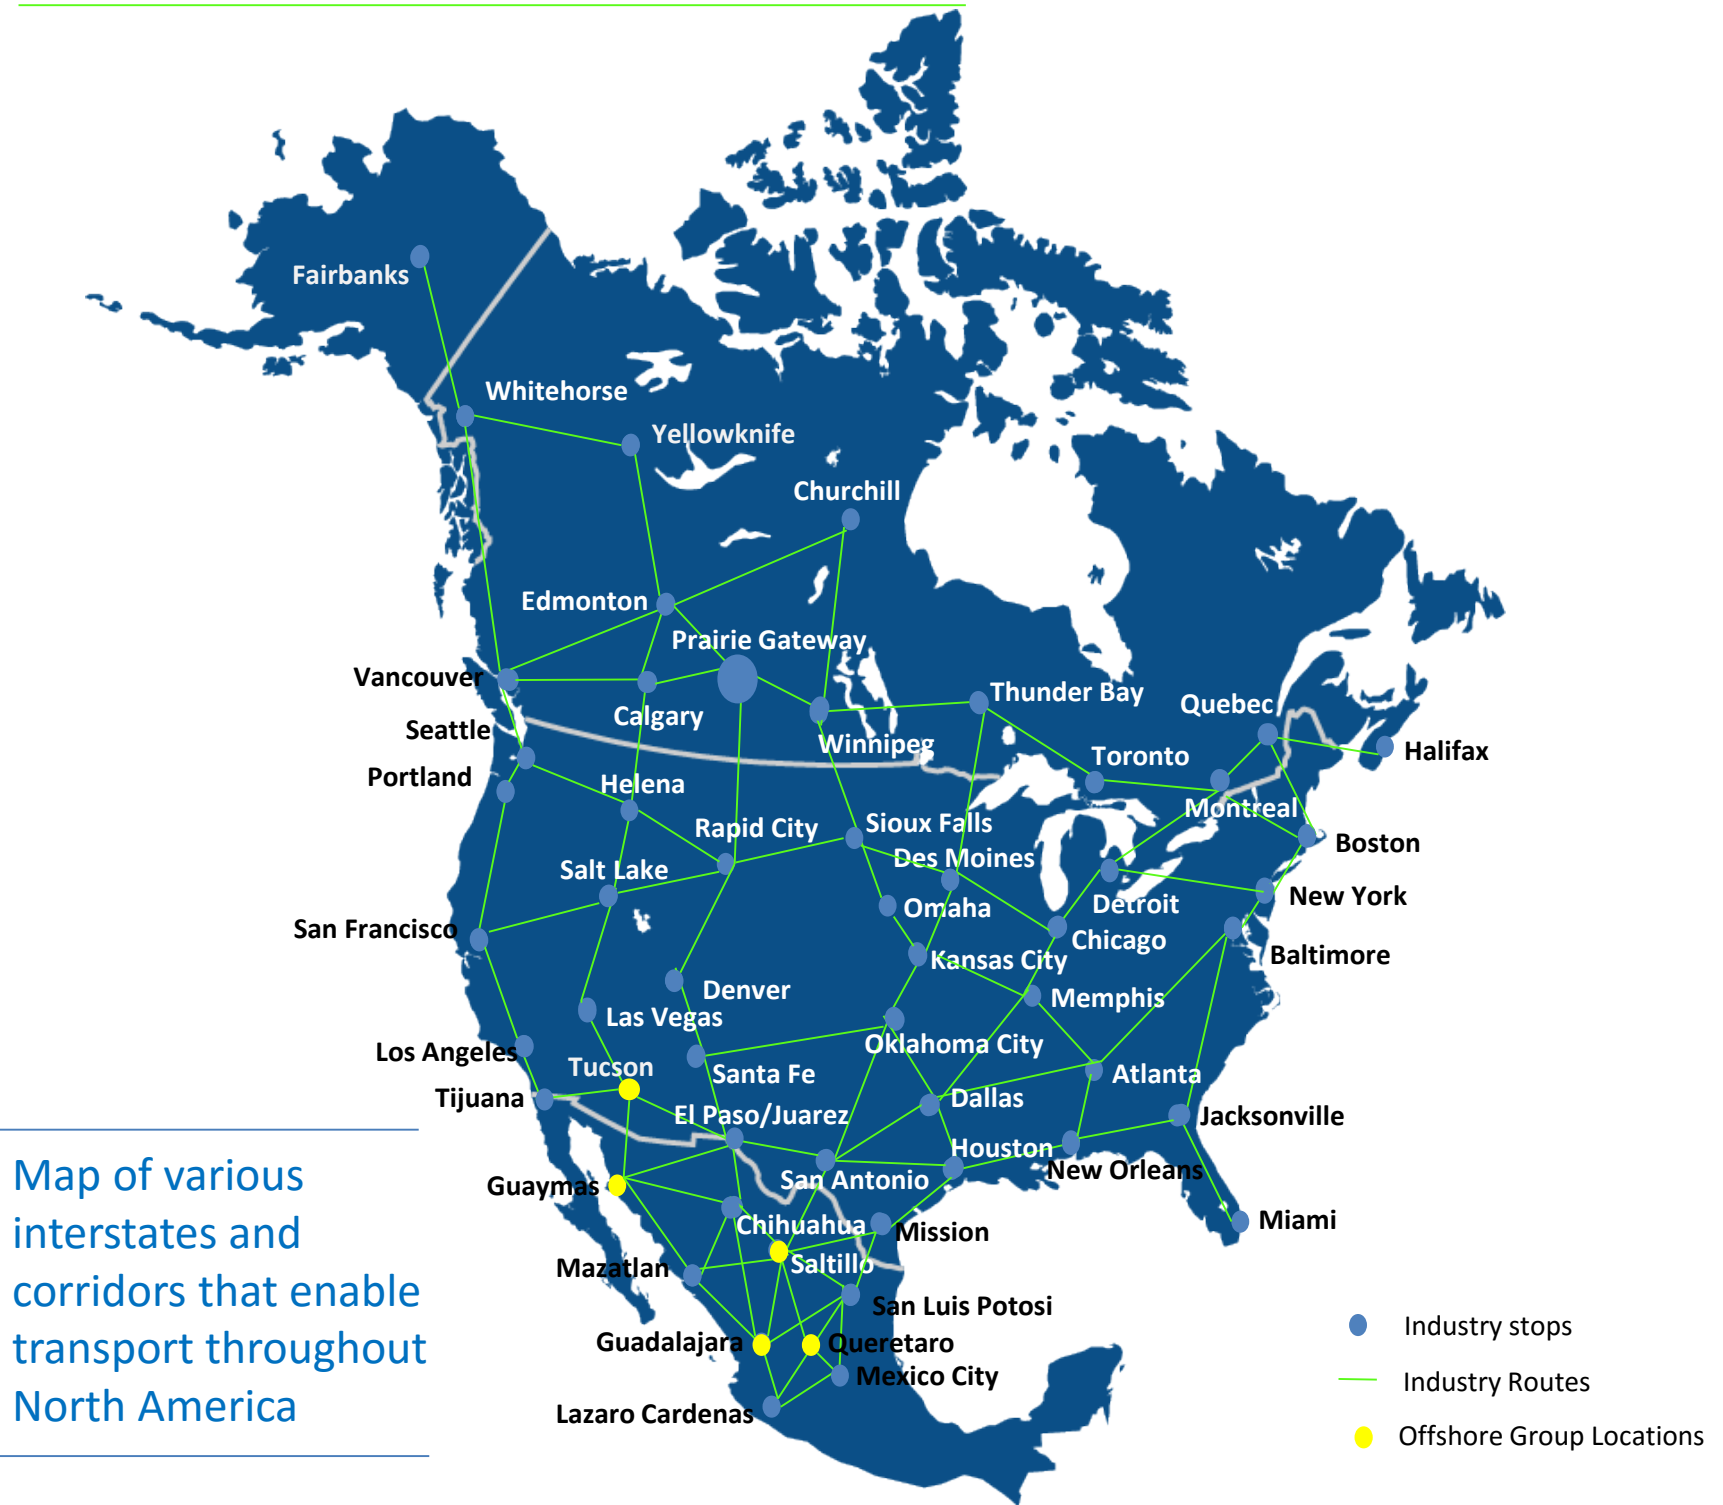 Fairbanks
Whitehorse
Yellowknife
Churchill
Edmonton
Prairie Gateway
Vancouver
Thunder Bay
Quebec
Calgary
Seattle
Winnipeg
Toronto
Halifax
Portland
Helena
Montreal
Rapid City
Sioux Falls
Boston
Des Moines
Salt Lake
New York
Omaha
Detroit
San Francisco
Chicago
Baltimore
Kansas City
Denver
Memphis
Las Vegas
Los Angeles
Oklahoma City
Tucson
Santa Fe
Atlanta
Tijuana
Dallas
El Paso/Juarez
Jacksonville
Houston
New Orleans
San Antonio
Guaymas
Chihuahua
Mission
Miami
Mazatlan
Saltillo
San Luis Potosi
Guadalajara
Queretaro
Mexico City
Lazaro Cardenas
Map of various
interstates and
corridors that enable
transport throughout
North America
Industry stops
Industry Routes
Offshore Group Locations